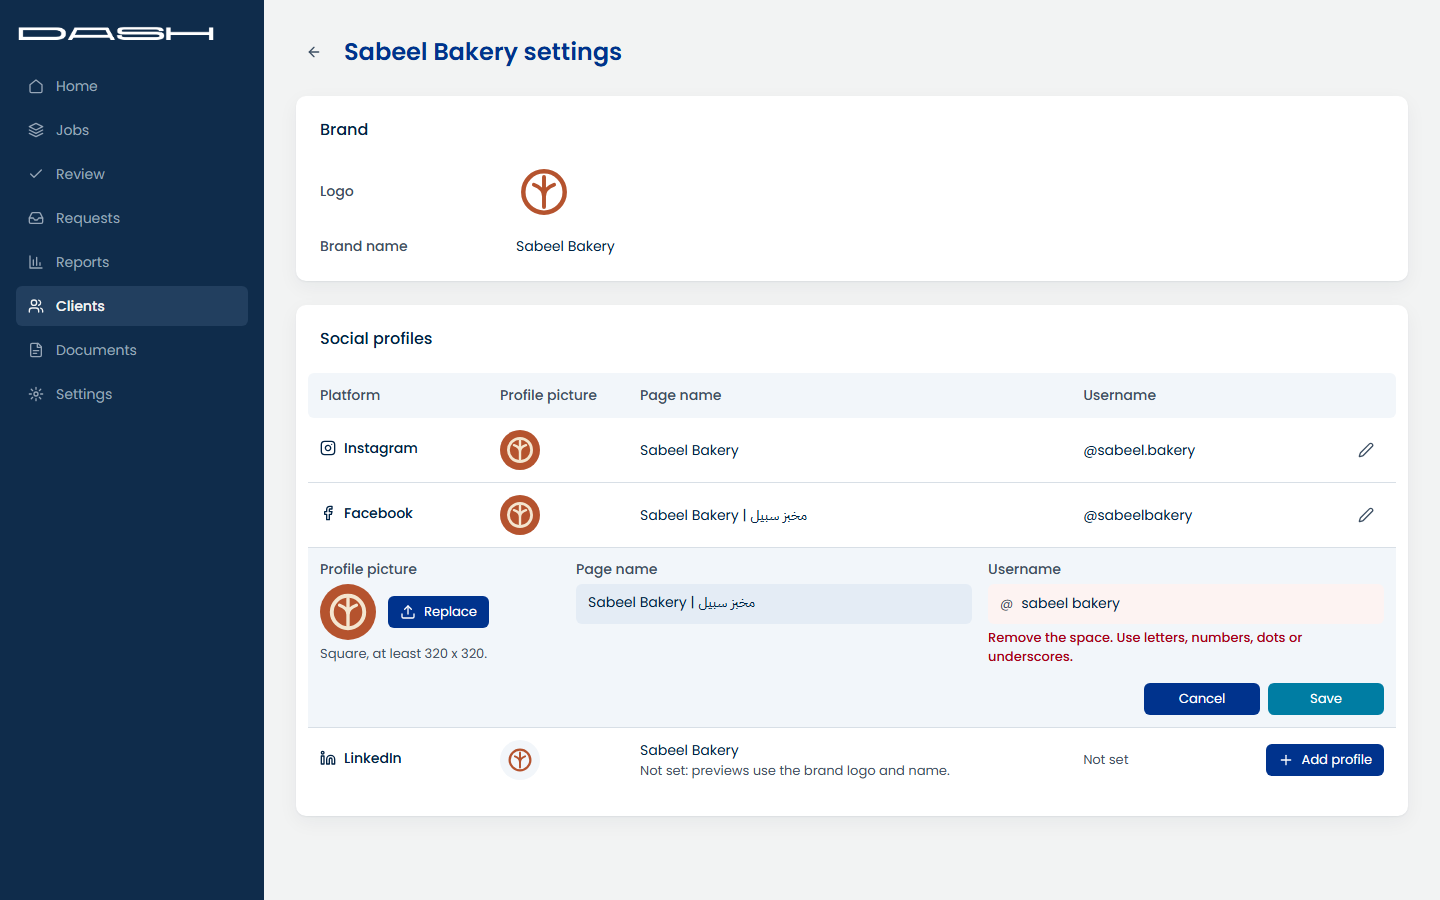 DASH
Home
Jobs
Review
Requests
Reports
Clients
Documents
Settings
Sabeel Bakery settings
Brand
Logo
Brand name
Sabeel Bakery
Social profiles
Platform
Profile picture
Page name
Username
Instagram
Sabeel Bakery
@sabeel.bakery
Facebook
Sabeel Bakery | مخبز سبيل
@sabeelbakery
Profile picture
Replace
Square, at least 320 x 320.
Page name
Sabeel Bakery | مخبز سبيل
Username
@ sabeel bakery
Remove the space. Use letters, numbers, dots or
underscores.
Cancel
Save
LinkedIn
Sabeel Bakery
Not set: previews use the brand logo and name.
Not set
Add profile